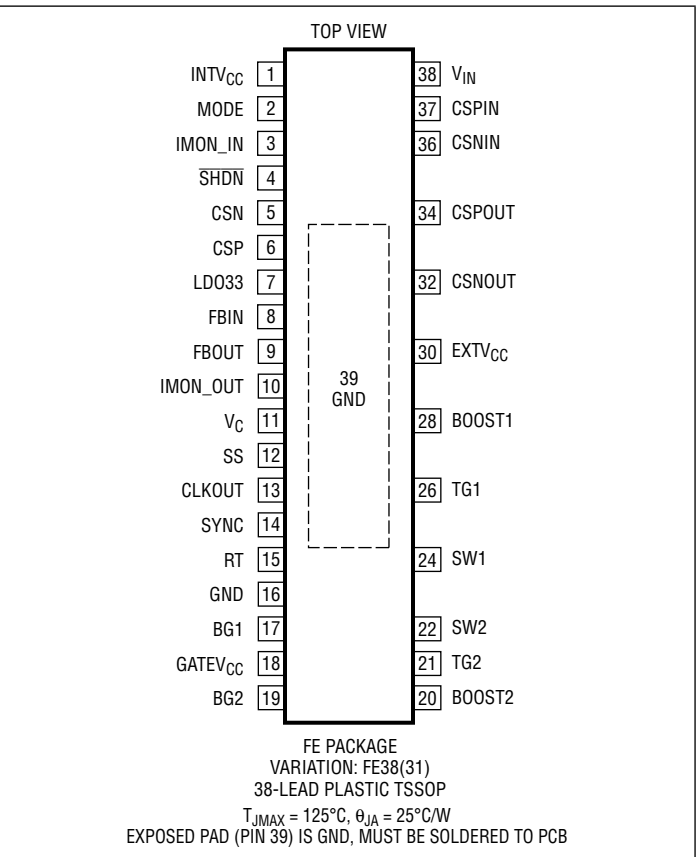 TOP VIEW
INTVCC 1
MODE 2
IMON_IN 3
SHDN 4
CSN 5
CSP 6
LDO33 7
FBIN 8
FBOUT 9
IMON_OUT 10
VC 11
SS 12
CLKOUT 13
SYNC 14
RT 15
GND 16
BG1 17
GATEVCC 18
BG2 19
39
GND
38 VIN
37 CSPIN
36 CSNIN
34 CSPOUT
32 CSNOUT
30 EXTVCC
28 BOOST1
26 TG1
24 SW1
22 SW2
21 TG2
20 BOOST2
FE PACKAGE
VARIATION: FE38(31)
38-LEAD PLASTIC TSSOP
TJMAX = 125°C, θJA = 25°C/W
EXPOSED PAD (PIN 39) IS GND, MUST BE SOLDERED TO PCB